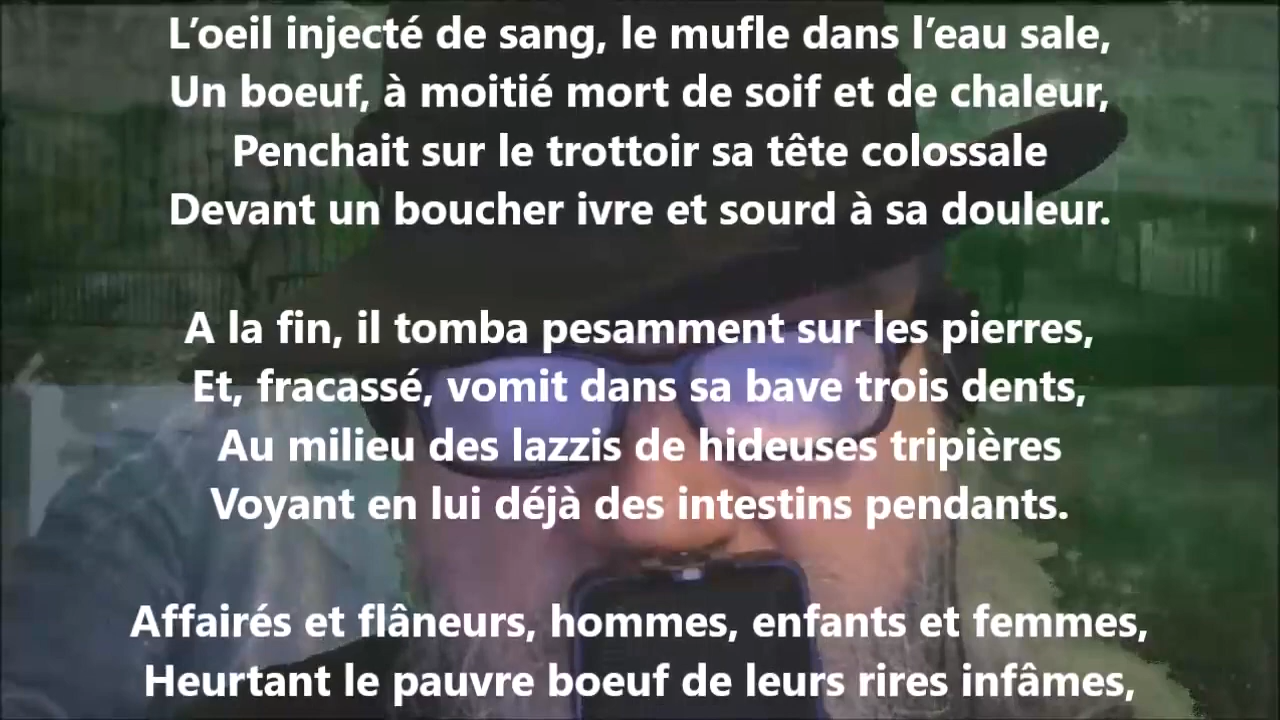 L’oeil injecté de sang, le mufle dans l’eau sale,
Un boeuf, à moitié mort de soif et de chaleur,
Penchait sur le trottoir sa tête colossale
Devant un boucher ivre et sourd à sa douleur.
A la fin, il tomba pesamment sur les pierres,
Et, fracassé, vomit dans sa bave trois dents,
Au milieu des lazzis de hideuses tripières
Voyant en lui déjà des intestins pendants.
Affairés et flâneurs, hommes, enfants et femmes,
Heurtant le pauvre boeuf de leurs rires infâmes,